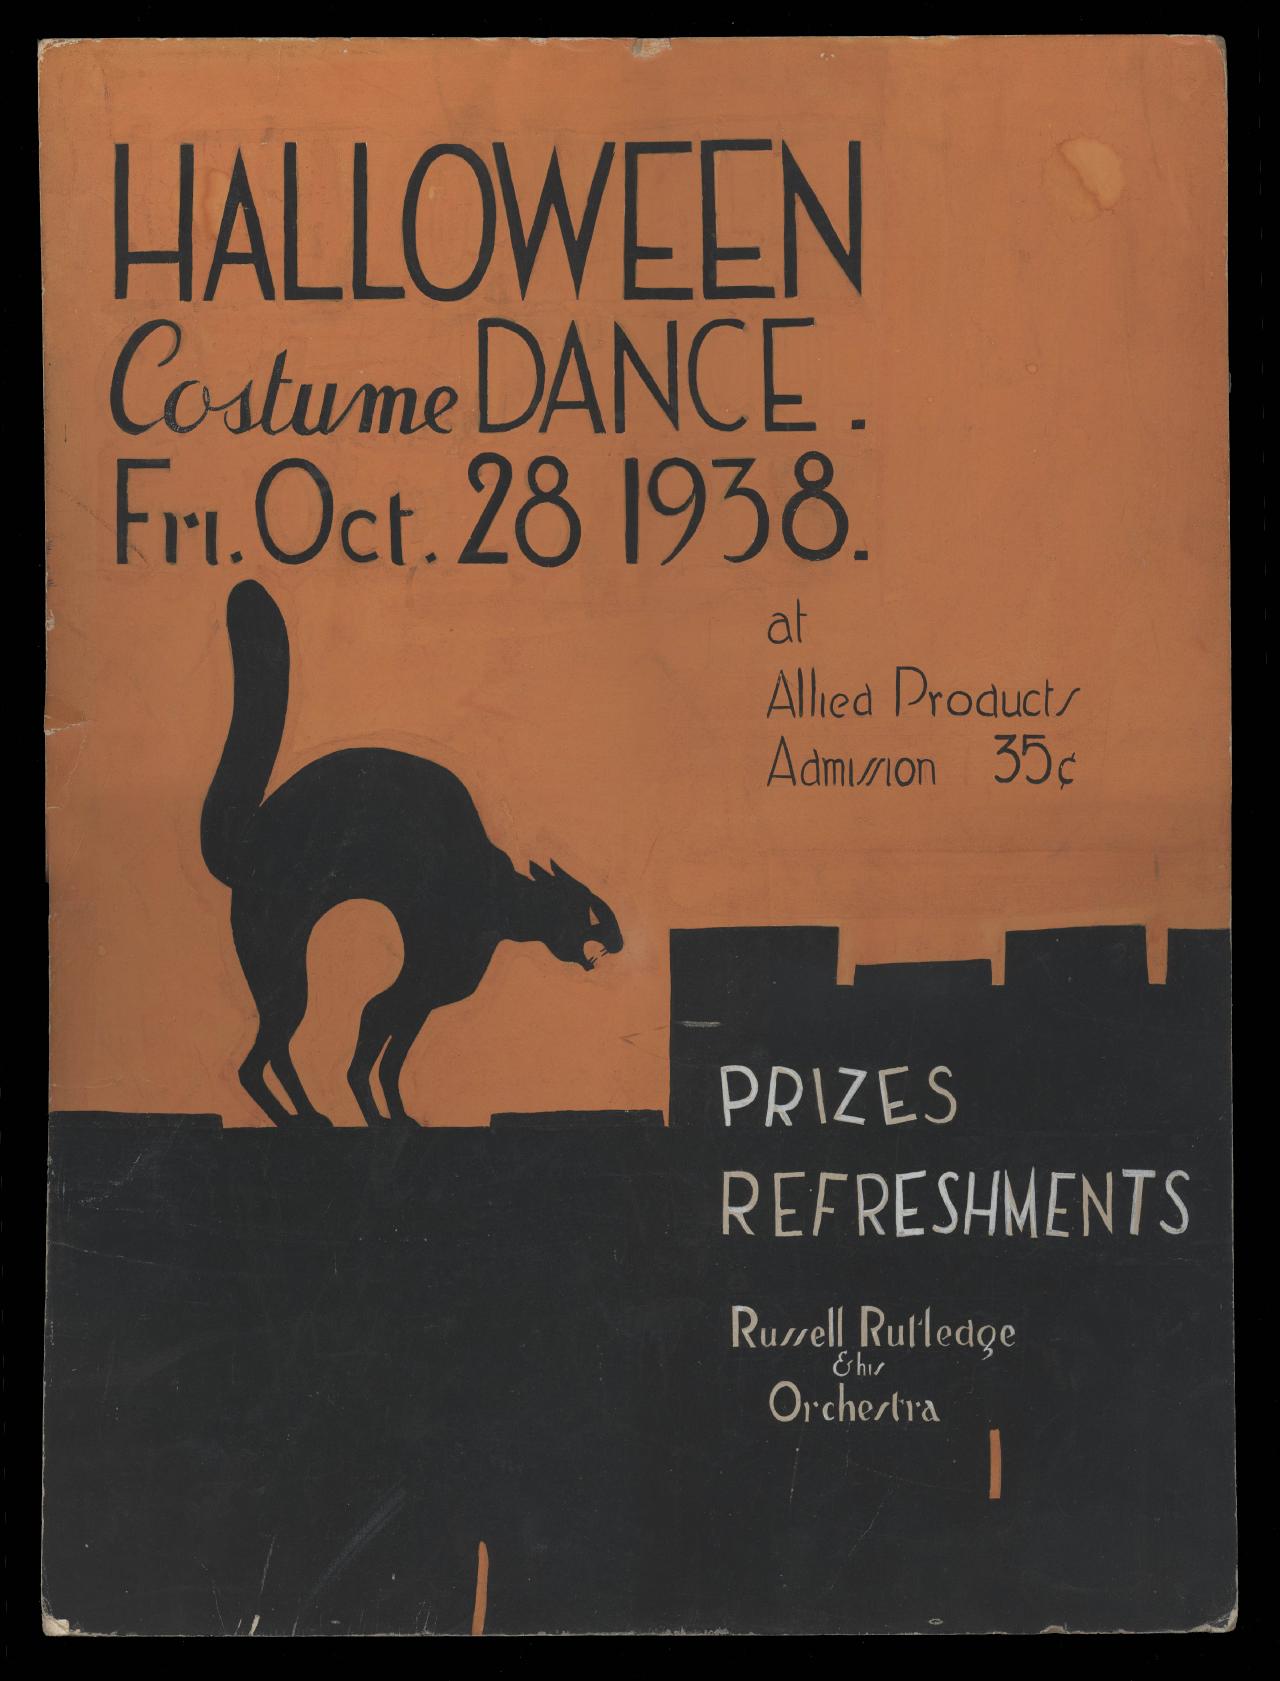 HALLOWEEN
Costume DANCE.
Fri. Oct. 28 1938.
at
Allied Products
Admission 35¢
PRIZES
REFRESHMENTS
Russell Rutledge
& his
Orchestra